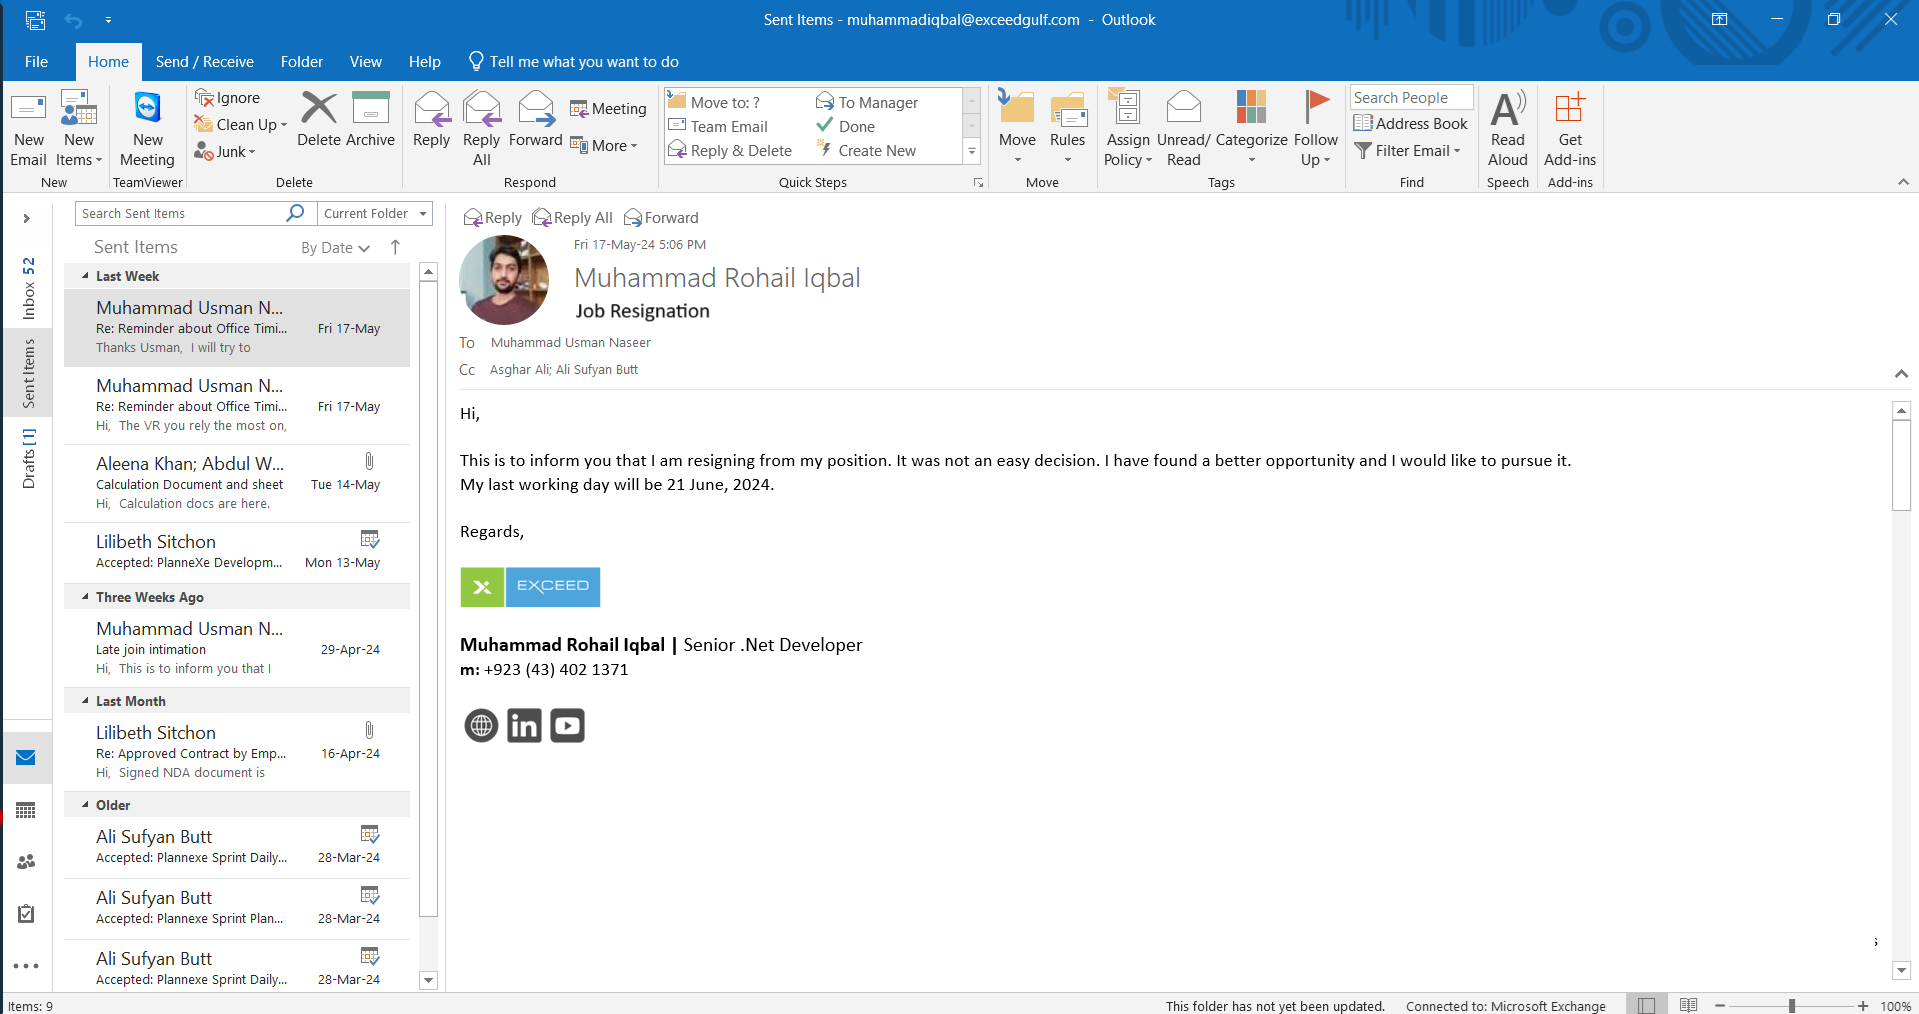 Sent Items - muhammadiqbal@exceedgulf.com - Outlook
File Home Send / Receive Folder View Help Tell me what you want to do
New Email
New Items
New
New Meeting
TeamViewer
Ignore
Clean Up
Junk
Delete
Archive
Delete
Reply
Reply All
Forward
Meeting
More
Respond
Move to: ?
Team Email
Reply & Delete
To Manager
Done
Create New
Quick Steps
Move
Rules
Move
Assign Policy
Unread/ Read
Categorize
Follow Up
Tags
Search People
Address Book
Filter Email
Find
Read Aloud
Speech
Get Add-ins
Add-ins
Inbox 52
Sent Items
Drafts [1]
Search Sent Items
Current Folder
Sent Items By Date
Last Week
Muhammad Usman N...
Re: Reminder about Office Timi... Fri 17-May
Thanks Usman, I will try to
Muhammad Usman N...
Re: Reminder about Office Timi... Fri 17-May
Hi, The VR you rely the most on,
Aleena Khan; Abdul W...
Calculation Document and sheet Tue 14-May
Hi, Calculation docs are here.
Lilibeth Sitchon
Accepted: PlanneXe Developm... Mon 13-May
Three Weeks Ago
Muhammad Usman N...
Late join intimation 29-Apr-24
Hi, This is to inform you that I
Last Month
Lilibeth Sitchon
Re: Approved Contract by Emp... 16-Apr-24
Hi, Signed NDA document is
Older
Ali Sufyan Butt
Accepted: Plannexe Sprint Daily... 28-Mar-24
Ali Sufyan Butt
Accepted: Plannexe Sprint Plan... 28-Mar-24
Ali Sufyan Butt
Accepted: Plannexe Sprint Daily... 28-Mar-24
Reply Reply All Forward
Fri 17-May-24 5:06 PM
Muhammad Rohail Iqbal
Job Resignation
To Muhammad Usman Naseer
Cc Asghar Ali; Ali Sufyan Butt
Hi,
This is to inform you that I am resigning from my position. It was not an easy decision. I have found a better opportunity and I would like to pursue it.
My last working day will be 21 June, 2024.
Regards,
X EXCEED
Muhammad Rohail Iqbal | Senior .Net Developer
m: +923 (43) 402 1371
in
Items: 9
This folder has not yet been updated. Connected to: Microsoft Exchange 100%